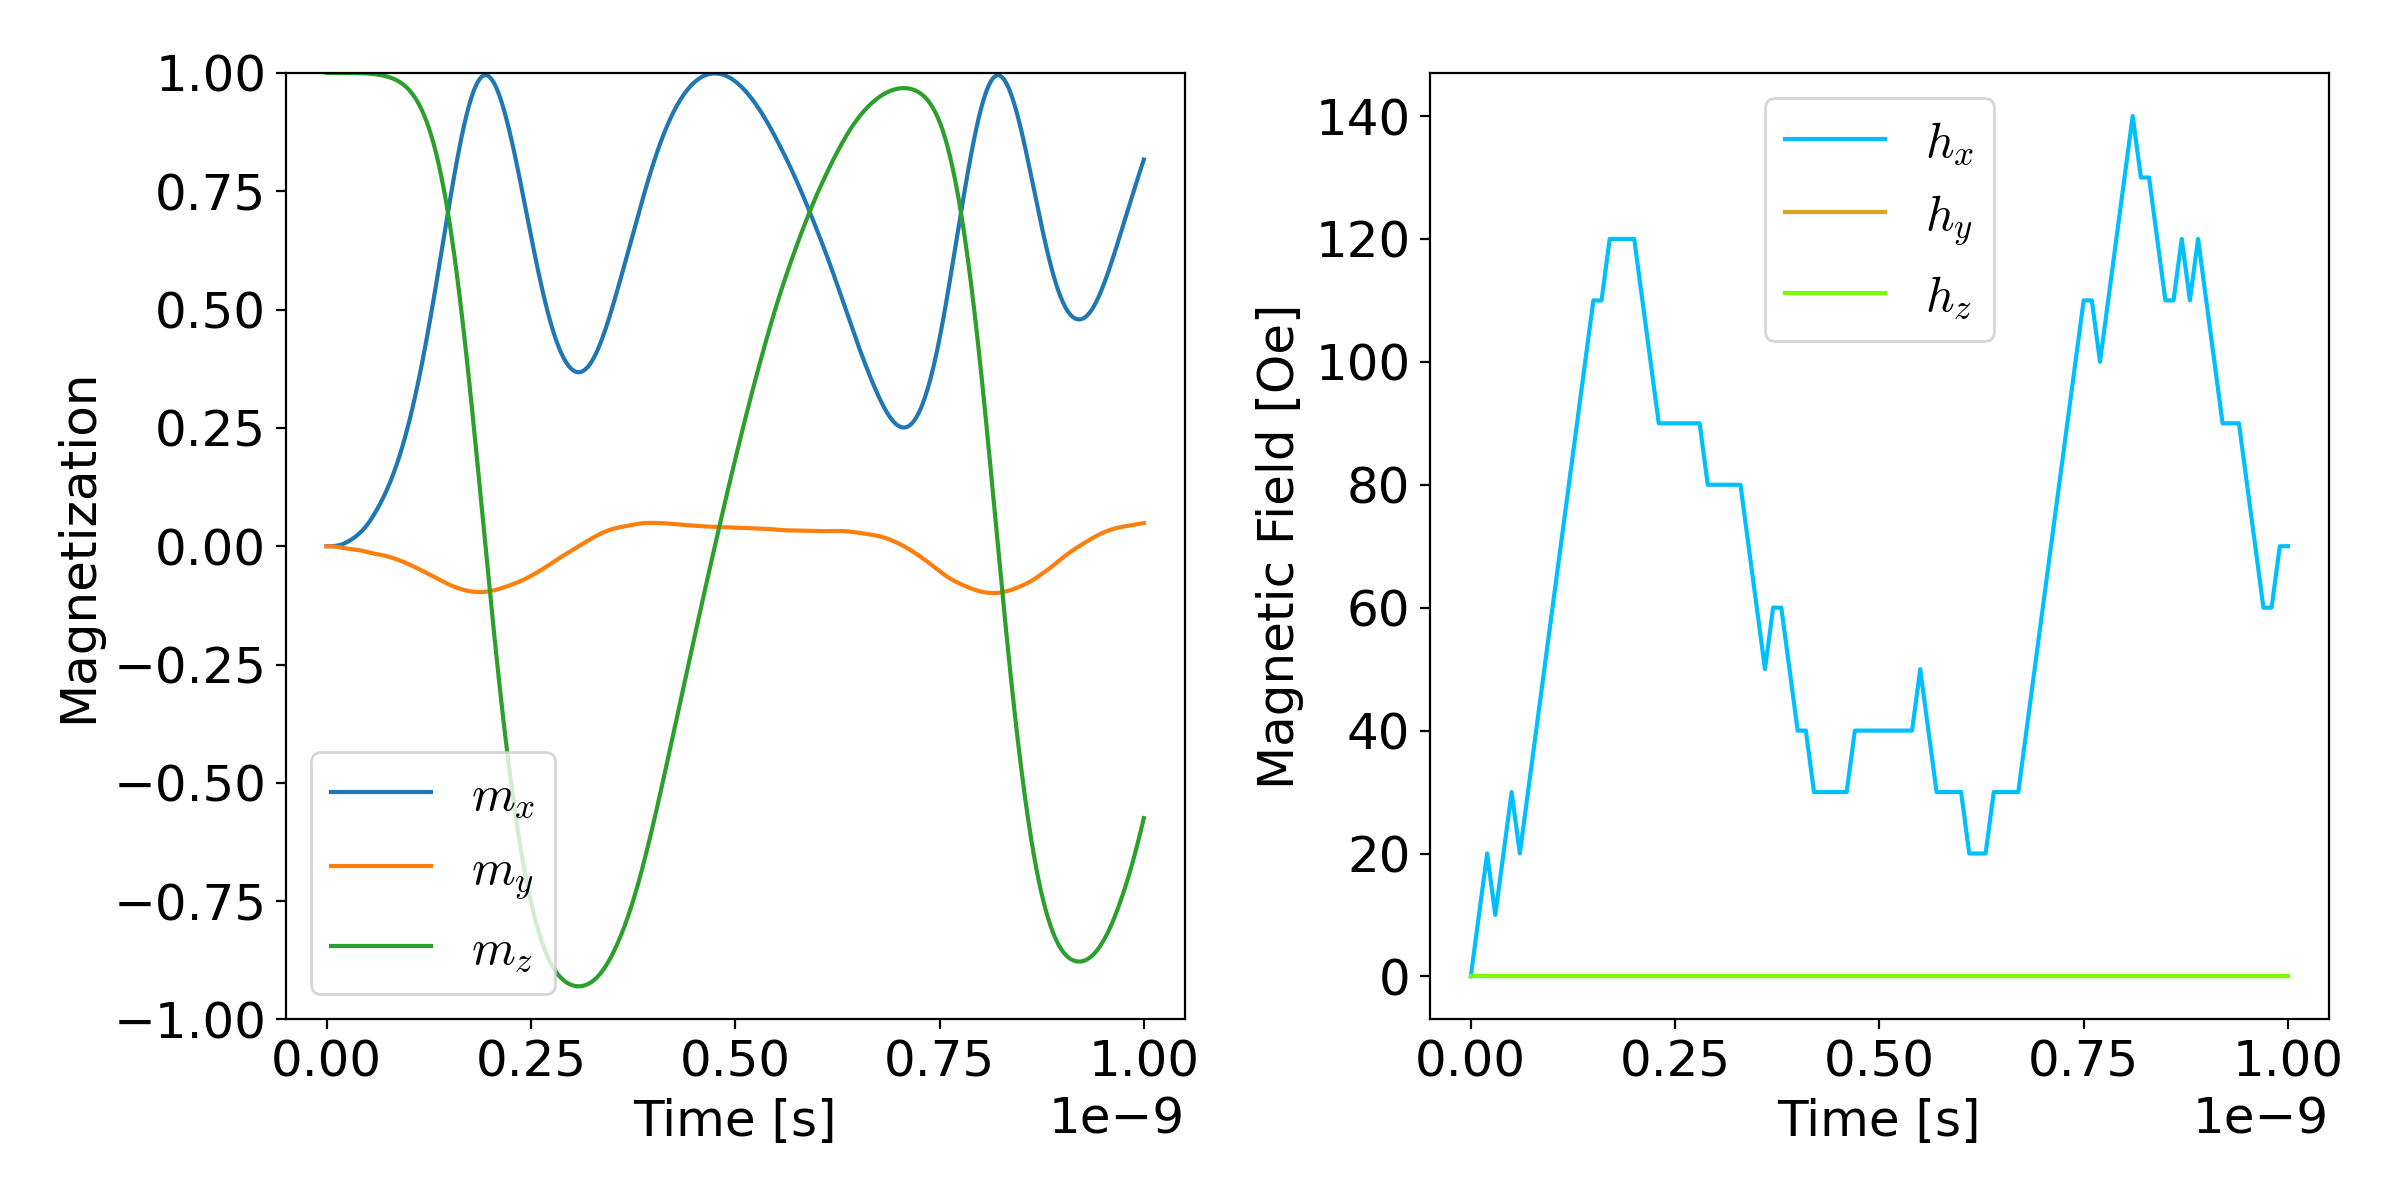 Magnetization
1.00
0.75
0.50
0.25
0.00
−0.25
−0.50
−0.75
−1.00
m_x
m_y
m_z
0.00 0.25 0.50 0.75 1.00
Time [s]
1e−9
Magnetic Field [Oe]
140
120
100
80
60
40
20
0
h_x
h_y
h_z
0.00 0.25 0.50 0.75 1.00
Time [s]
1e−9